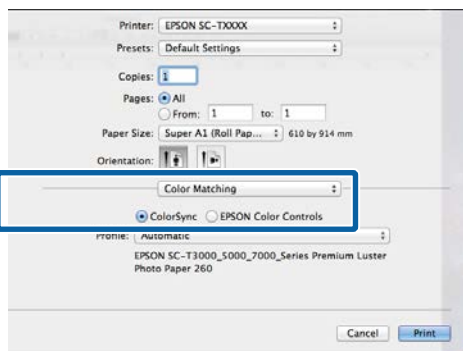 Printer: EPSON SC-TXXXX
Presets: Default Settings
Copies: 1
Pages: All
From: 1 to: 1
Paper Size: Super A1 (Roll Pap... 610 by 914 mm
Orientation:
Color Matching
ColorSync EPSON Color Controls
Profile: Automatic
EPSON SC-T3000_5000_7000_Series Premium Luster
Photo Paper 260
Cancel Print